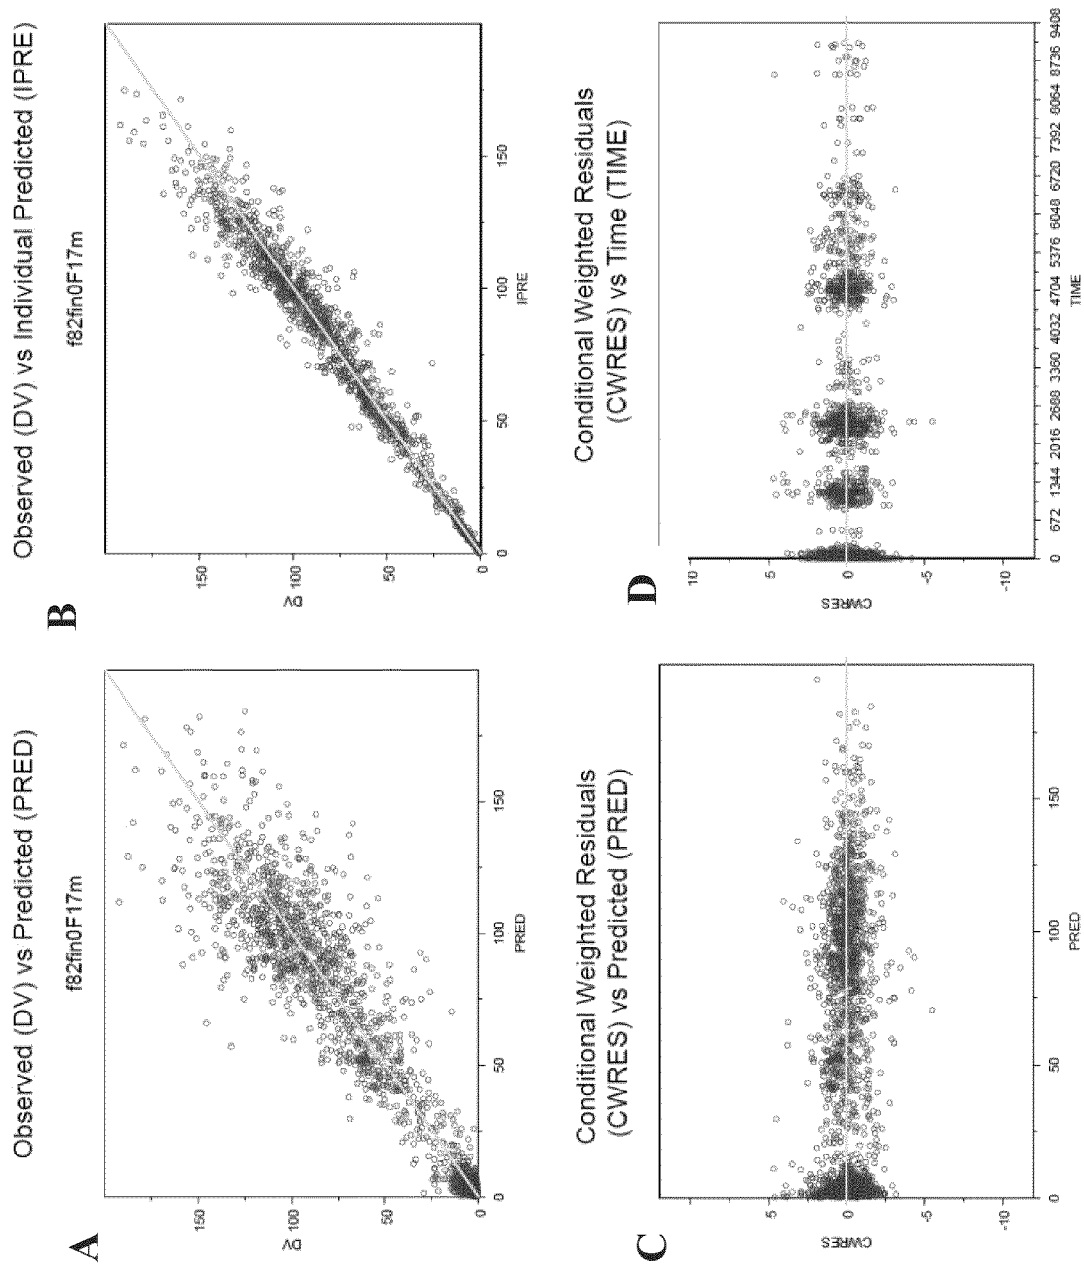 A
Observed (DV) vs Predicted (PRED)
f82fin0F17m
DV
150
100
50
0
0
50
100
150
PRED
B
Observed (DV) vs Individual Predicted (IPRE)
f82fin0F17m
DV
150
100
50
0
0
50
100
150
IPRE
C
Conditional Weighted Residuals
(CWRES) vs Predicted (PRED)
CWRES
5
0
-5
-10
0
50
100
150
PRED
D
Conditional Weighted Residuals
(CWRES) vs Time (TIME)
CWRES
10
5
0
-5
-10
0
672
1344
2016
2688
3360
4032
4704
5376
6048
6720
7392
8064
8736
9408
TIME